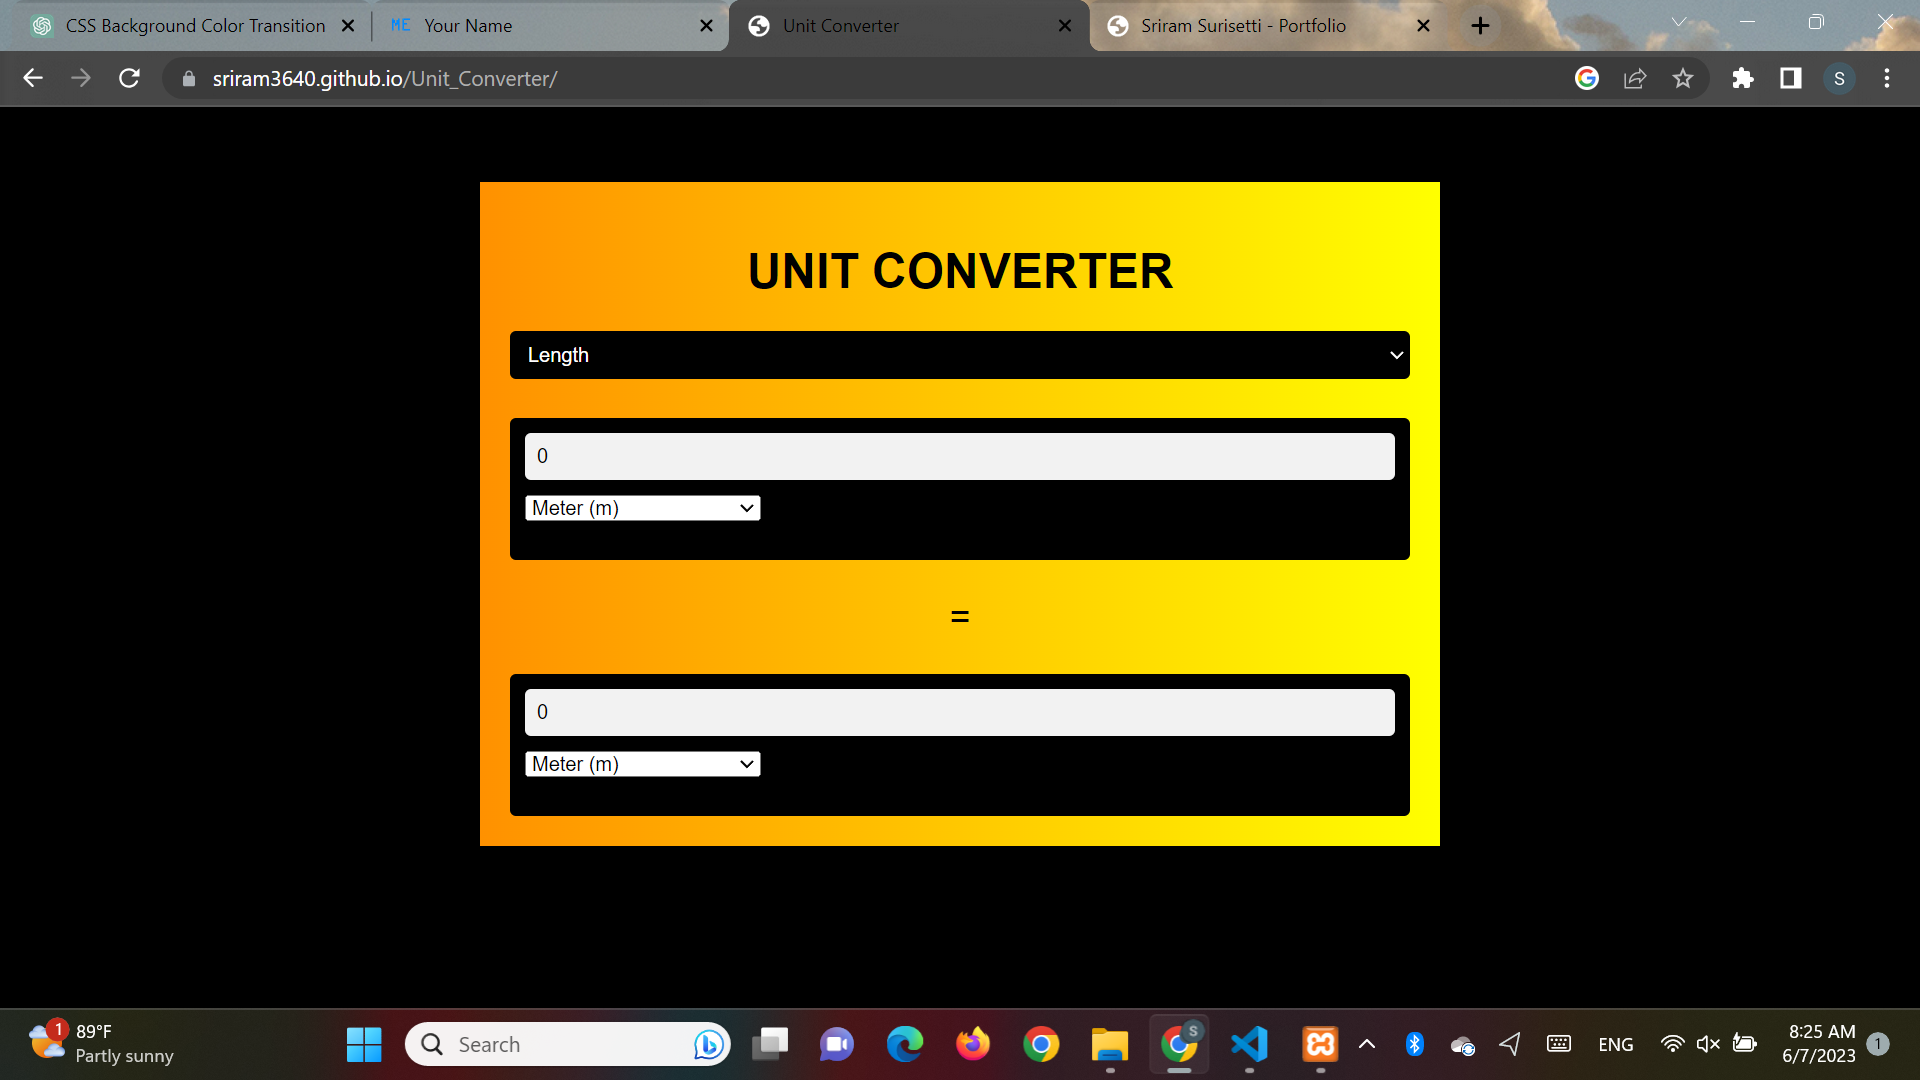 CSS Background Color Transition
ME Your Name
Unit Converter
Sriram Surisetti - Portfolio
sriram3640.github.io/Unit_Converter/
S
UNIT CONVERTER
Length
0
Meter (m)
=
0
Meter (m)
1
89°F
Partly sunny
Search
S
ENG
8:25 AM
6/7/2023
1